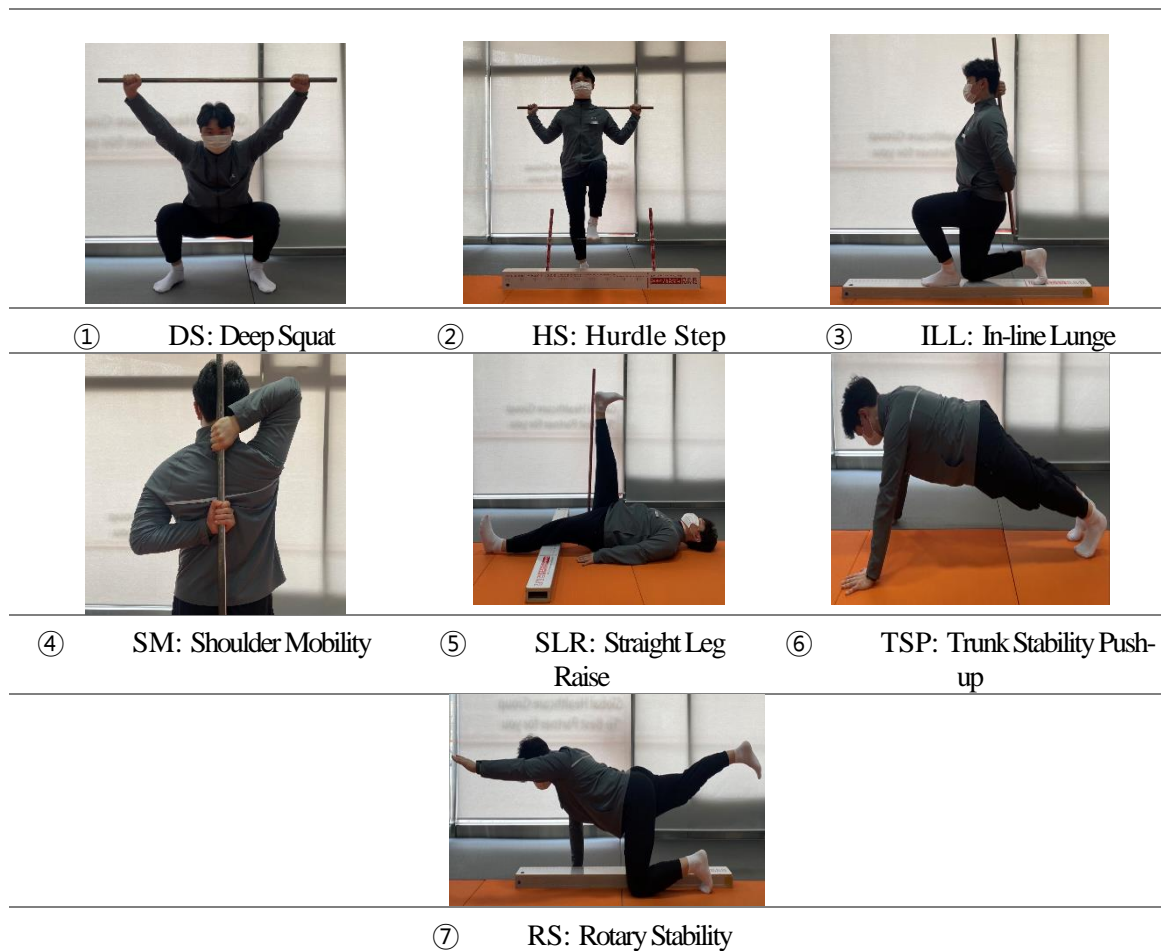 ① DS: Deep Squat ② HS: Hurdle Step ③ ILL: In-line Lunge
④ SM: Shoulder Mobility ⑤ SLR: Straight Leg Raise ⑥ TSP: Trunk Stability Push-up
⑦ RS: Rotary Stability